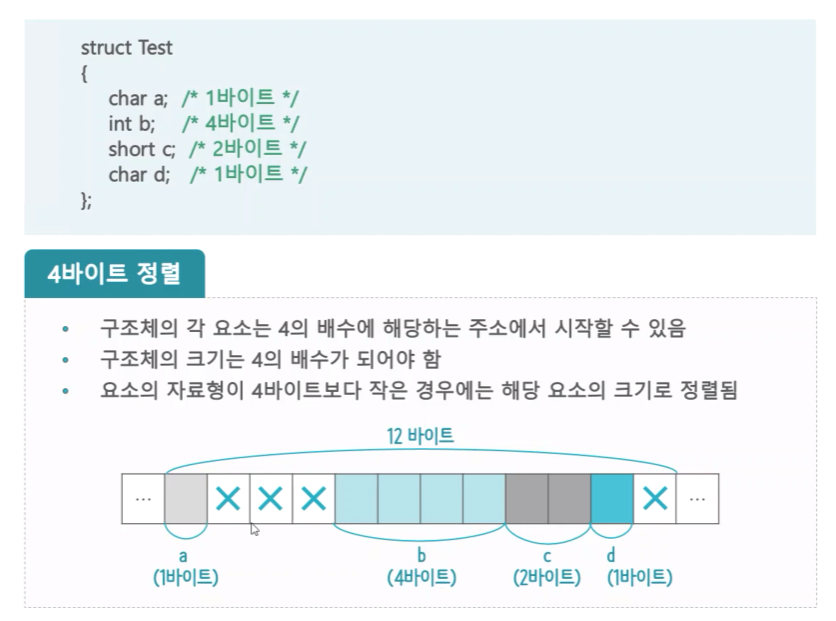 struct Test
{
char a; /* 1바이트 */
int b; /* 4바이트 */
short c; /* 2바이트 */
char d; /* 1바이트 */
};
4바이트 정렬
• 구조체의 각 요소는 4의 배수에 해당하는 주소에서 시작할 수 있음
• 구조체의 크기는 4의 배수가 되어야 함
• 요소의 자료형이 4바이트보다 작은 경우에는 해당 요소의 크기로 정렬됨
12 바이트
... ...
a b c d
(1바이트) (4바이트) (2바이트) (1바이트)